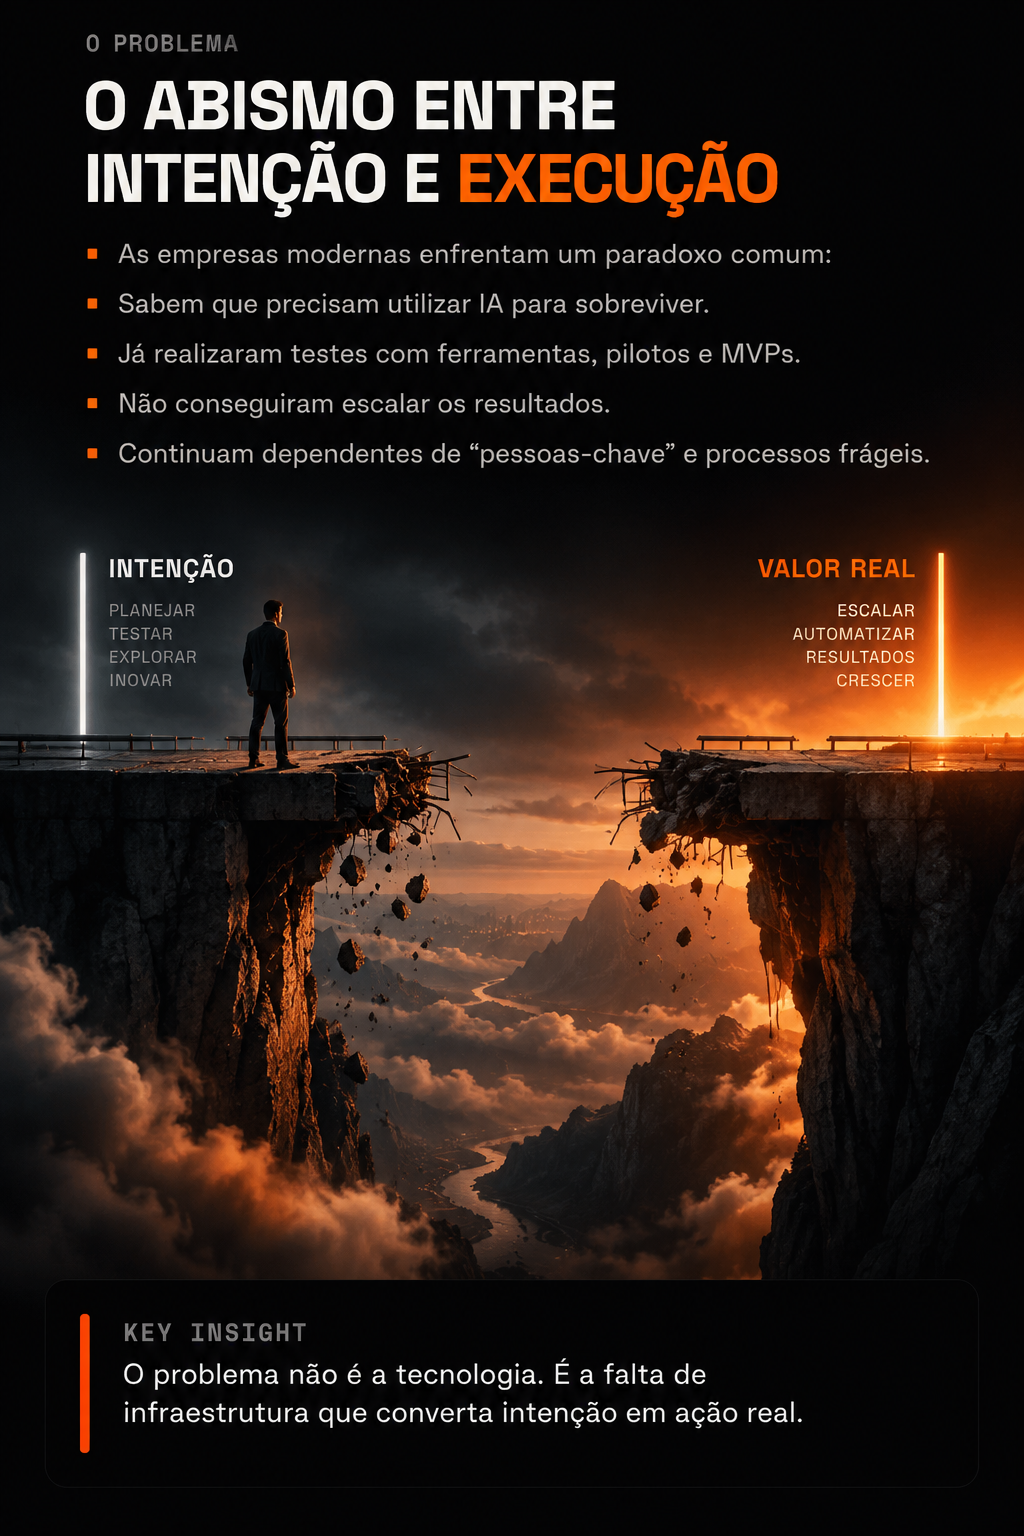 O PROBLEMA
O ABISMO ENTRE
INTENÇÃO E EXECUÇÃO
As empresas modernas enfrentam um paradoxo comum:
Sabem que precisam utilizar IA para sobreviver.
Já realizaram testes com ferramentas, pilotos e MVPs.
Não conseguiram escalar os resultados.
Continuam dependentes de “pessoas-chave” e processos frágeis.
INTENÇÃO
PLANEJAR
TESTAR
EXPLORAR
INOVAR
VALOR REAL
ESCALAR
AUTOMATIZAR
RESULTADOS
CRESCER
KEY INSIGHT
O problema não é a tecnologia. É a falta de
infraestrutura que converta intenção em ação real.